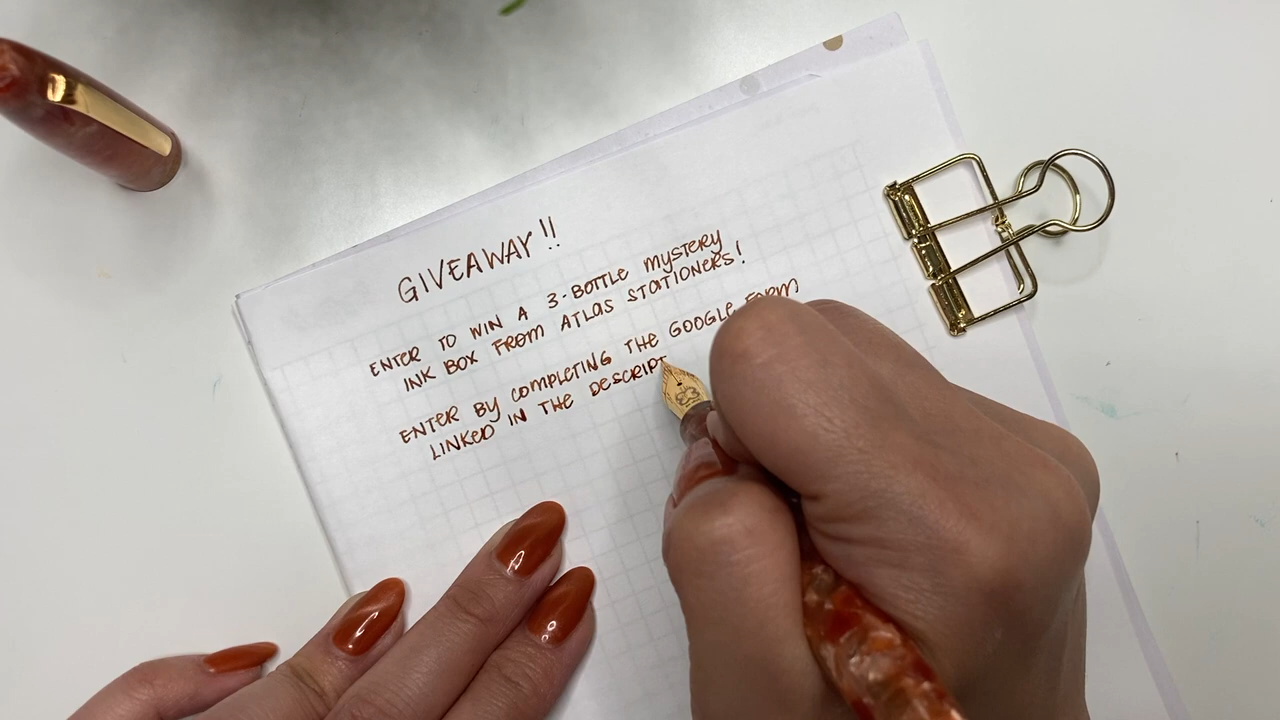 GIVEAWAY!!
ENTER TO WIN A 3-BOTTLE MYSTERY
INK BOX FROM ATLAS STATIONERS!
ENTER BY COMPLETING THE GOOGLE FORM
LINKED IN THE DESCRIPT